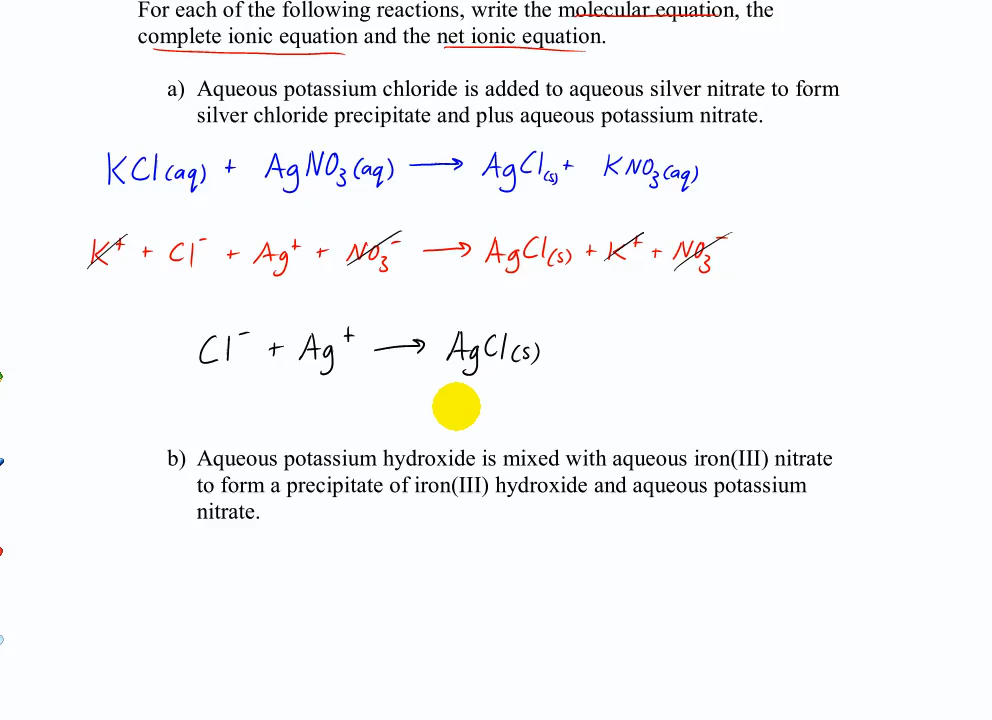 For each of the following reactions, write the molecular equation, the
complete ionic equation and the net ionic equation.
a) Aqueous potassium chloride is added to aqueous silver nitrate to form
silver chloride precipitate and plus aqueous potassium nitrate.
KCl(aq) + AgNO₃(aq) → AgCl(s) + KNO₃(aq)
K⁺ + Cl⁻ + Ag⁺ + NO₃⁻ → AgCl(s) + K⁺ + NO₃⁻
Cl⁻ + Ag⁺ → AgCl(s)
b) Aqueous potassium hydroxide is mixed with aqueous iron(III) nitrate
to form a precipitate of iron(III) hydroxide and aqueous potassium
nitrate.